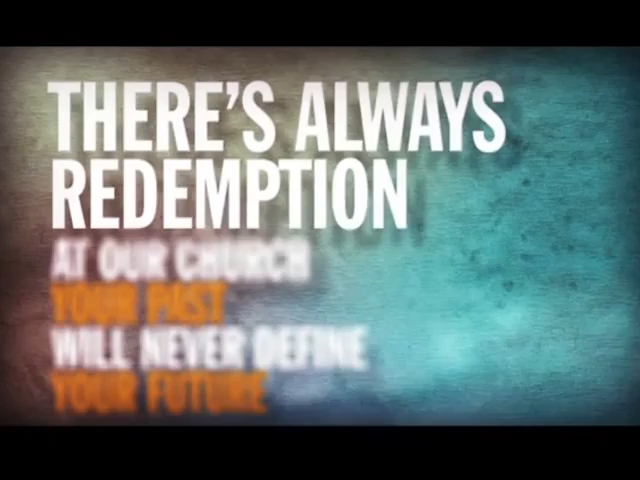 THERE'S ALWAYS
REDEMPTION
AT OUR CHURCH
YOUR PAST
WILL NEVER DEFINE
YOUR FUTURE